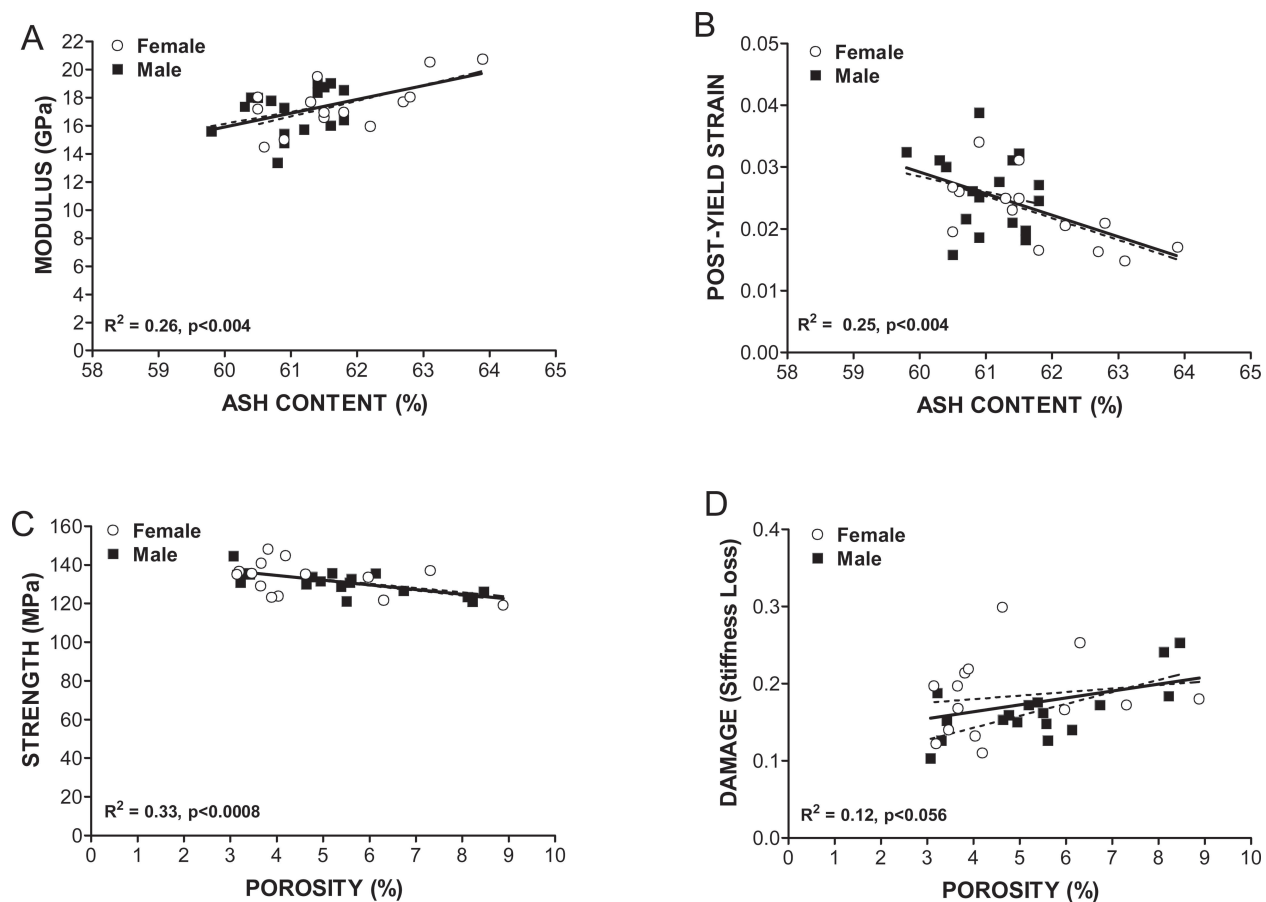 A
Female
Male
MODULUS (GPa)
22
20
18
16
14
12
10
8
6
4
2
0
R² = 0.26, p<0.004
58 59 60 61 62 63 64 65
ASH CONTENT (%)
B
Female
Male
POST-YIELD STRAIN
0.05
0.04
0.03
0.02
0.01
0.00
R² = 0.25, p<0.004
58 59 60 61 62 63 64 65
ASH CONTENT (%)
C
Female
Male
STRENGTH (MPa)
160
140
120
100
80
60
40
20
0
R² = 0.33, p<0.0008
0 1 2 3 4 5 6 7 8 9 10
POROSITY (%)
D
Female
Male
DAMAGE (Stiffness Loss)
0.4
0.3
0.2
0.1
0.0
R² = 0.12, p<0.056
0 1 2 3 4 5 6 7 8 9 10
POROSITY (%)